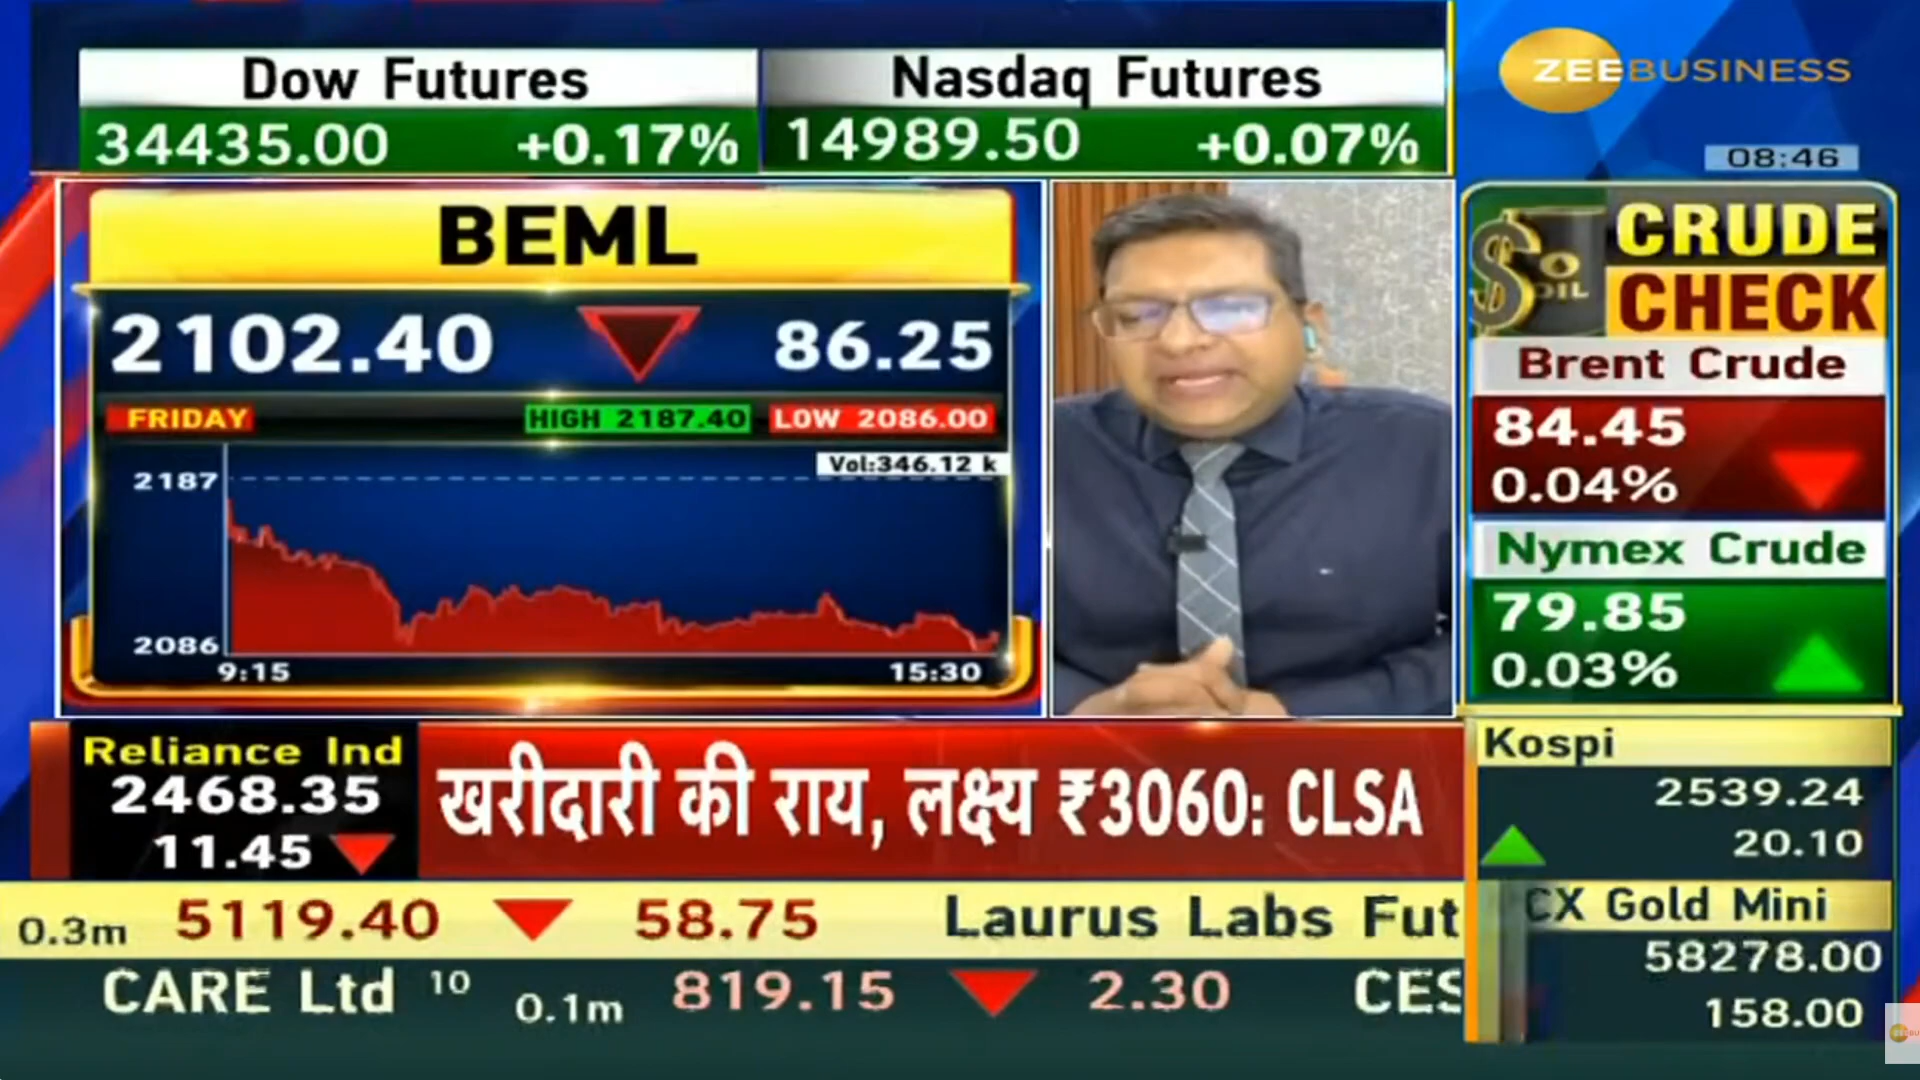 Dow Futures
34435.00 +0.17%
Nasdaq Futures
14989.50 +0.07%
ZEEBUSINESS
08:46
BEML
2102.40 86.25
FRIDAY HIGH 2187.40 LOW 2086.00
Vol:346.12 k
2187
2086
9:15 15:30
OIL
CRUDE
CHECK
Brent Crude
84.45
0.04%
Nymex Crude
79.85
0.03%
Reliance Ind
2468.35
11.45
खरीदारी की राय, लक्ष्य ₹3060: CLSA
Kospi
2539.24
20.10
CX Gold Mini
58278.00
158.00
0.3m 5119.40 58.75 Laurus Labs Fut
CARE Ltd 10 0.1m 819.15 2.30 CES